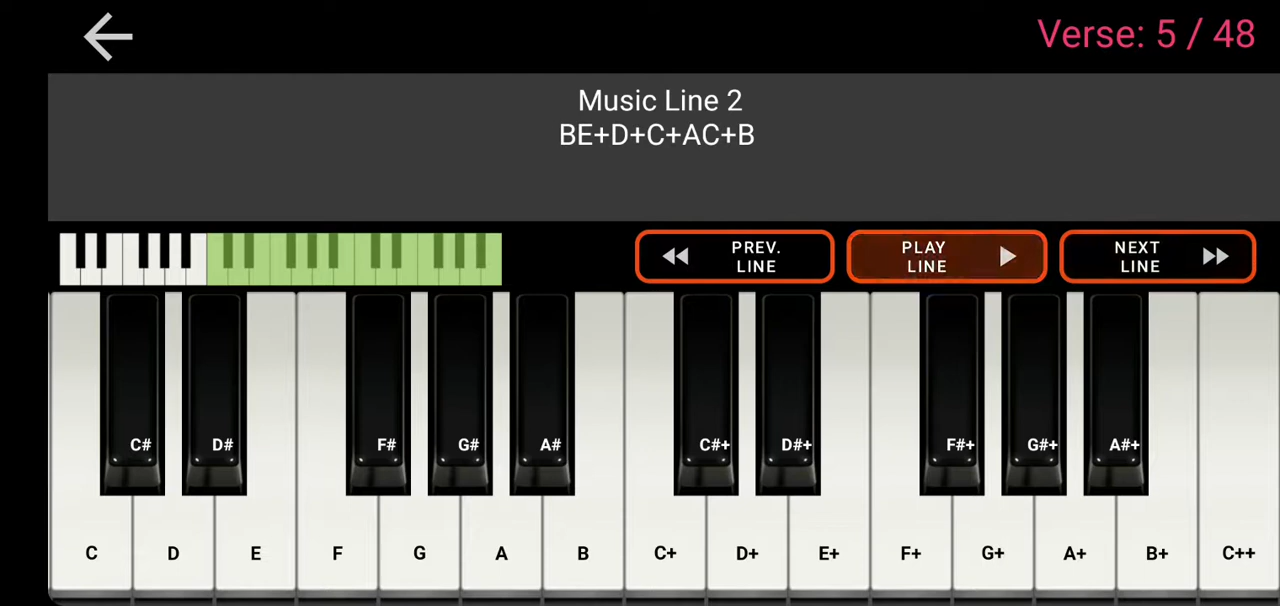 Verse: 5 / 48
Music Line 2
BE+D+C+AC+B
PREV.
LINE
PLAY
LINE
NEXT
LINE
C# D# F# G# A# C#+ D#+ F#+ G#+ A#+
C D E F G A B C+ D+ E+ F+ G+ A+ B+ C++